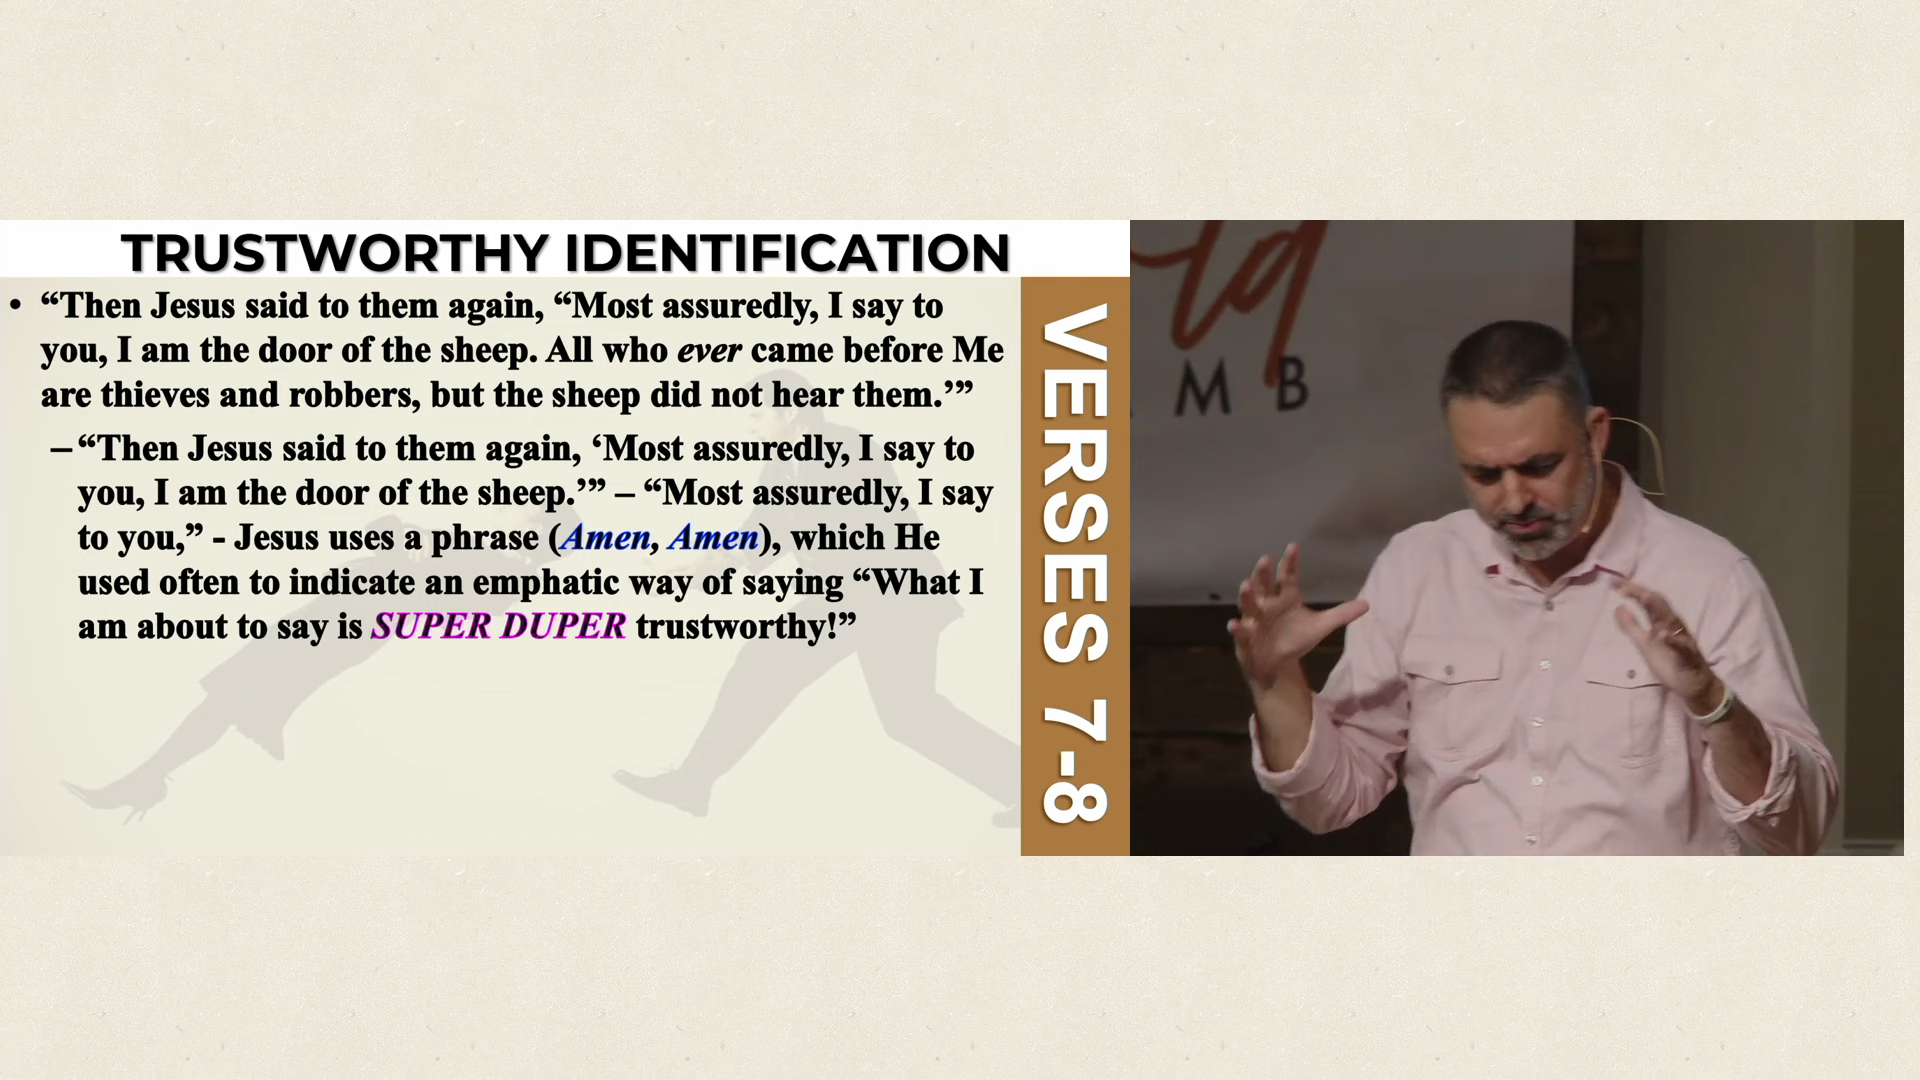 TRUSTWORTHY IDENTIFICATION
• “Then Jesus said to them again, “Most assuredly, I say to
you, I am the door of the sheep. All who ever came before Me
are thieves and robbers, but the sheep did not hear them.’”
– “Then Jesus said to them again, ‘Most assuredly, I say to
you, I am the door of the sheep.’” – “Most assuredly, I say
to you,” - Jesus uses a phrase (Amen, Amen), which He
used often to indicate an emphatic way of saying “What I
am about to say is SUPER DUPER trustworthy!”
VERSES 7-8
M B